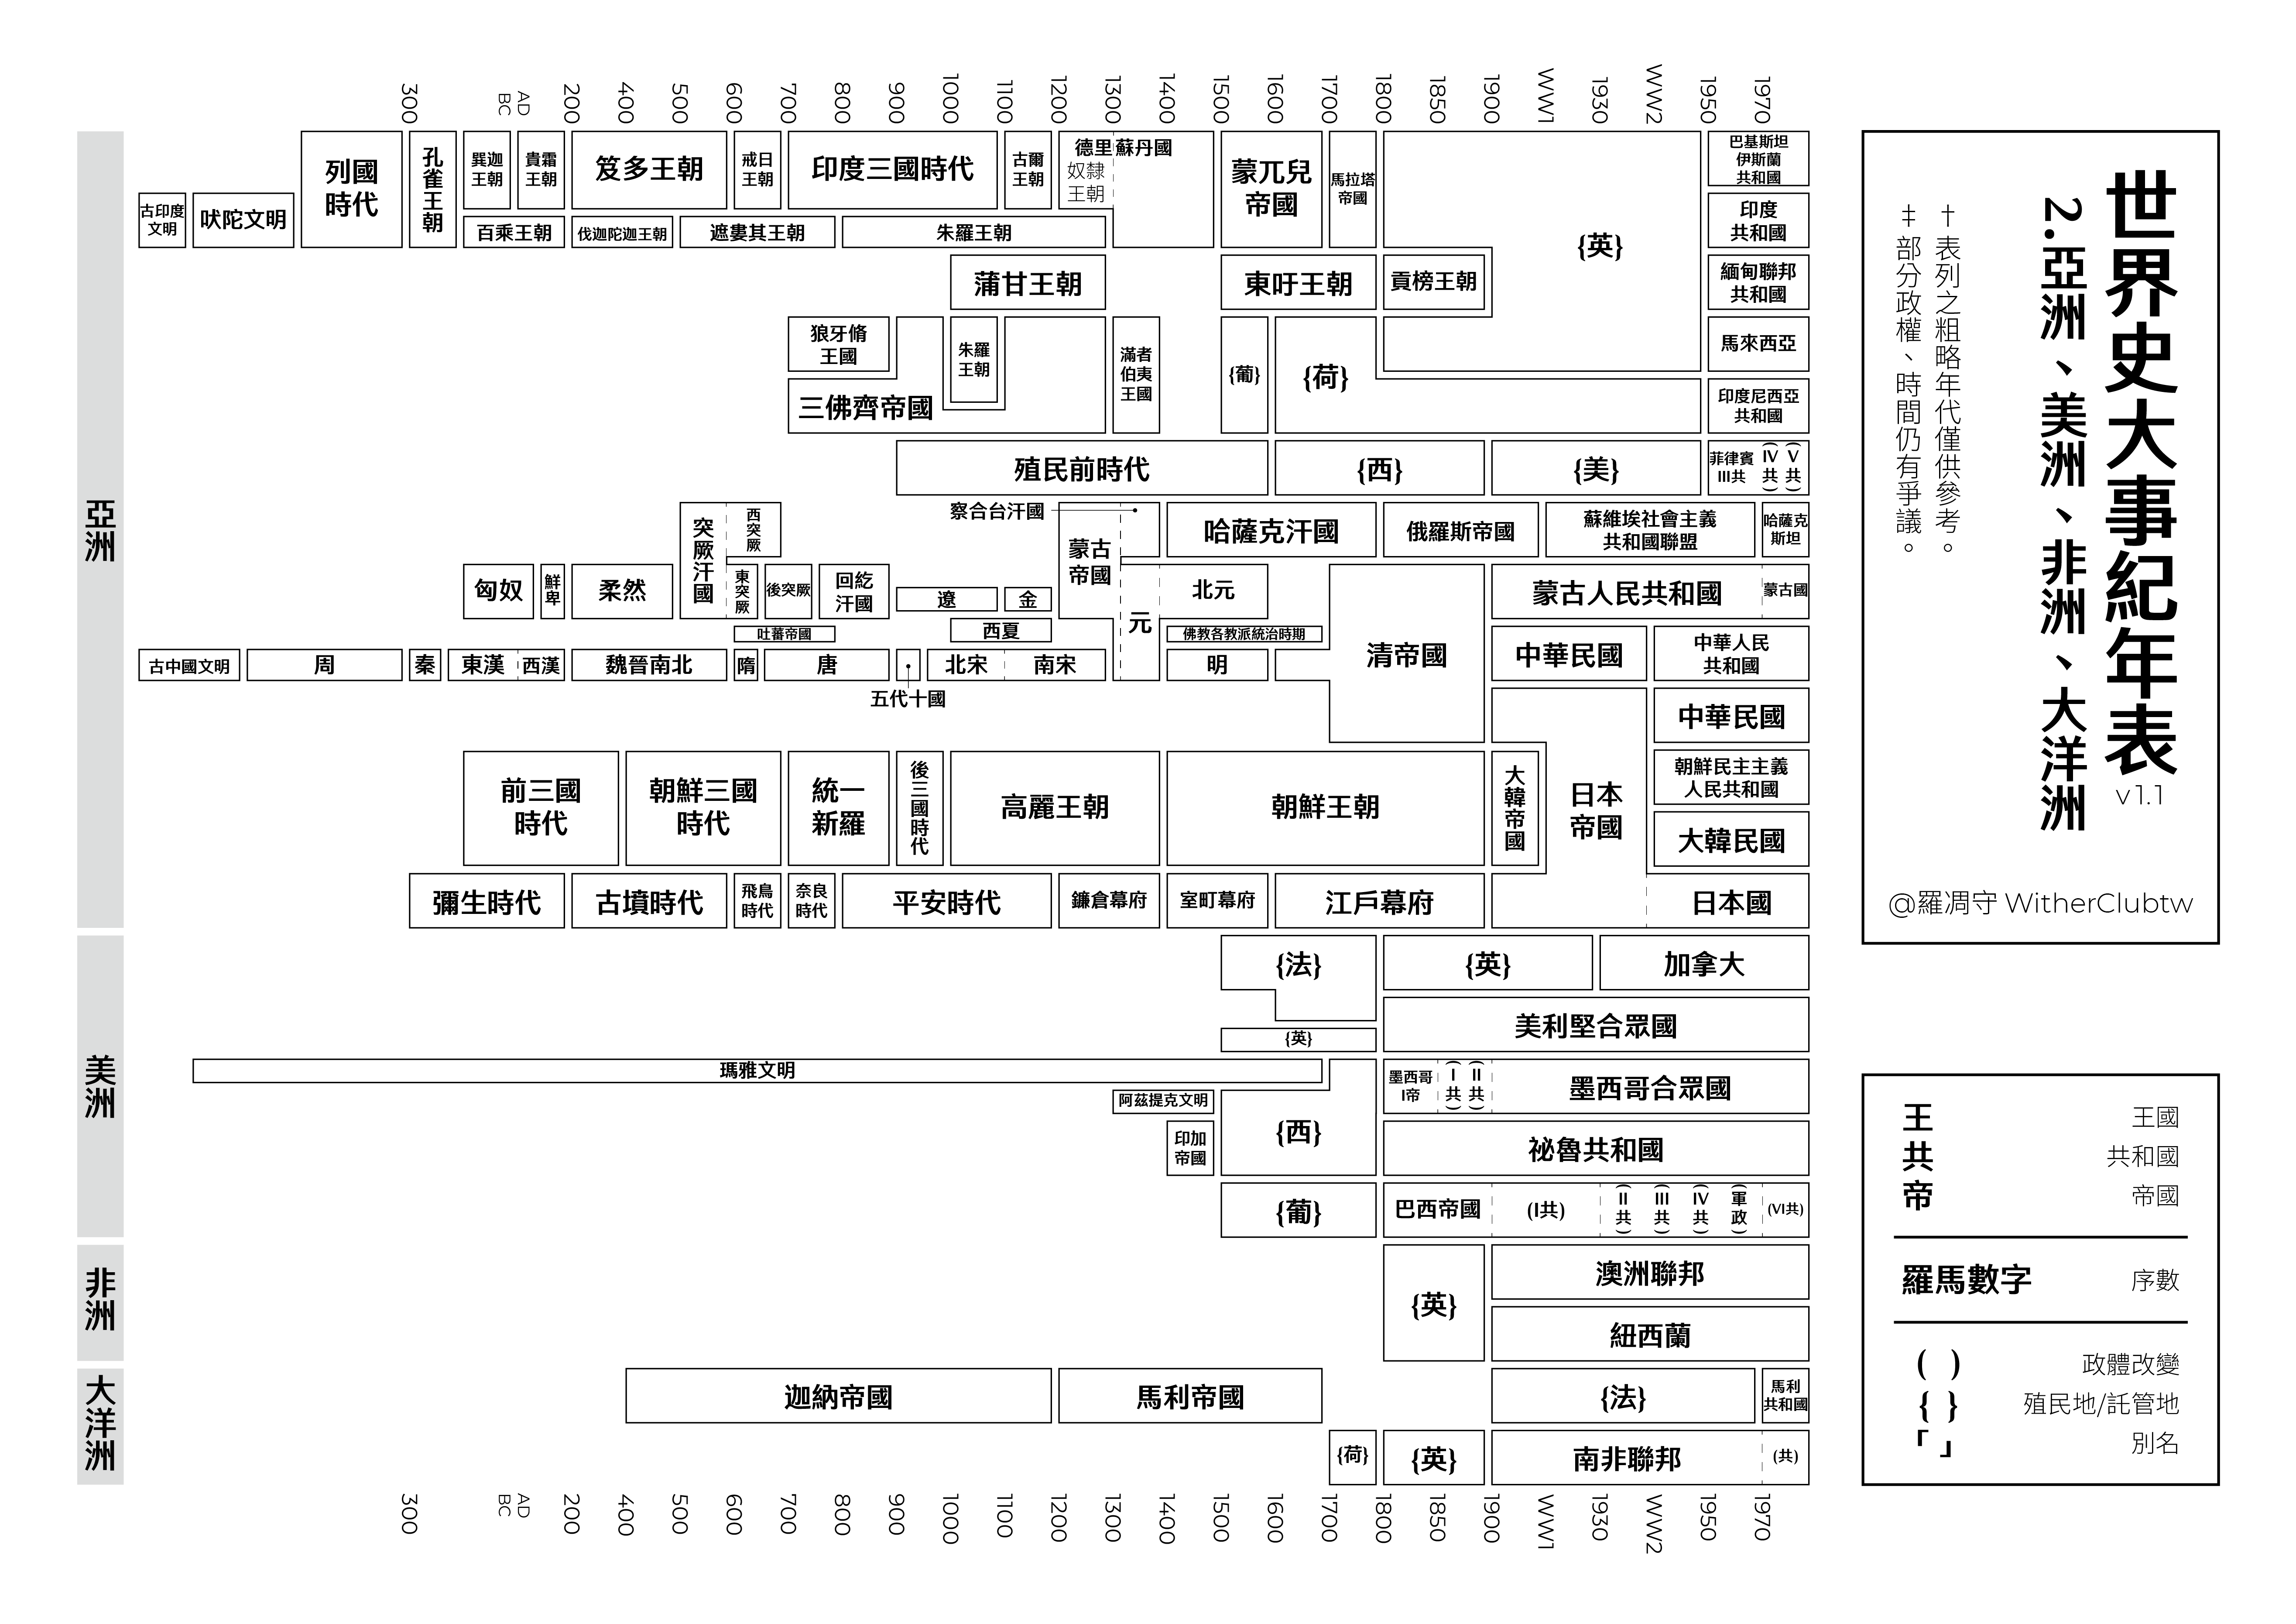 300
BC
AD
200
400
500
600
700
800
900
1000
1100
1200
1300
1400
1500
1600
1700
1800
1850
1900
WW1
1930
WW2
1950
1970
亞洲
古印度
文明
吠陀文明
列國
時代
孔雀王朝
巽迦
王朝
貴霜
王朝
笈多王朝
戒日
王朝
印度三國時代
古爾
王朝
德里蘇丹國
奴隸
王朝
蒙兀兒
帝國
馬拉塔
帝國
{英}
巴基斯坦
伊斯蘭
共和國
印度
共和國
百乘王朝
伐迦陀迦王朝
遮婁其王朝
朱羅王朝
蒲甘王朝
東吁王朝
貢榜王朝
緬甸聯邦
共和國
狼牙脩
王國
三佛齊帝國
朱羅
王朝
滿者
伯夷
王國
{葡}
{荷}
馬來西亞
印度尼西亞
共和國
殖民前時代
{西}
{美}
菲律賓
III共
(IV共)
(V共)
突厥汗國
西突厥
察合台汗國
蒙古
帝國
哈薩克汗國
俄羅斯帝國
蘇維埃社會主義
共和國聯盟
哈薩克
斯坦
匈奴
鮮卑
柔然
東突厥
後突厥
回紇
汗國
遼
金
元
北元
清帝國
蒙古人民共和國
蒙古國
吐蕃帝國
西夏
佛教各教派統治時期
古中國文明
周
秦
東漢
西漢
魏晉南北
隋
唐
五代十國
北宋
南宋
明
中華民國
中華人民
共和國
中華民國
前三國
時代
朝鮮三國
時代
統一
新羅
後三國時代
高麗王朝
朝鮮王朝
大韓帝國
日本
帝國
朝鮮民主主義
人民共和國
大韓民國
彌生時代
古墳時代
飛鳥
時代
奈良
時代
平安時代
鐮倉幕府
室町幕府
江戶幕府
日本國
美洲
{法}
{英}
加拿大
美利堅合眾國
{英}
瑪雅文明
墨西哥
I帝
(I共)
(II共)
墨西哥合眾國
阿茲提克文明
印加
帝國
{西}
祕魯共和國
{葡}
巴西帝國
(I共)
(II共)
(III共)
(IV共)
(軍政)
(VI共)
非洲
{英}
澳洲聯邦
紐西蘭
大洋洲
迦納帝國
馬利帝國
{法}
馬利
共和國
{荷}
{英}
南非聯邦
(共)
300
BC
AD
200
400
500
600
700
800
900
1000
1100
1200
1300
1400
1500
1600
1700
1800
1850
1900
WW1
1930
WW2
1950
1970
世界史大事紀年表
v1.1
2.亞洲、美洲、非洲、大洋洲
† 表列之粗略年代僅供參考。
‡ 部分政權、時間仍有爭議。
@羅凋守 WitherClubtw
王 王國
共 共和國
帝 帝國
羅馬數字 序數
( ) 政體改變
{ } 殖民地/託管地
「 」 別名